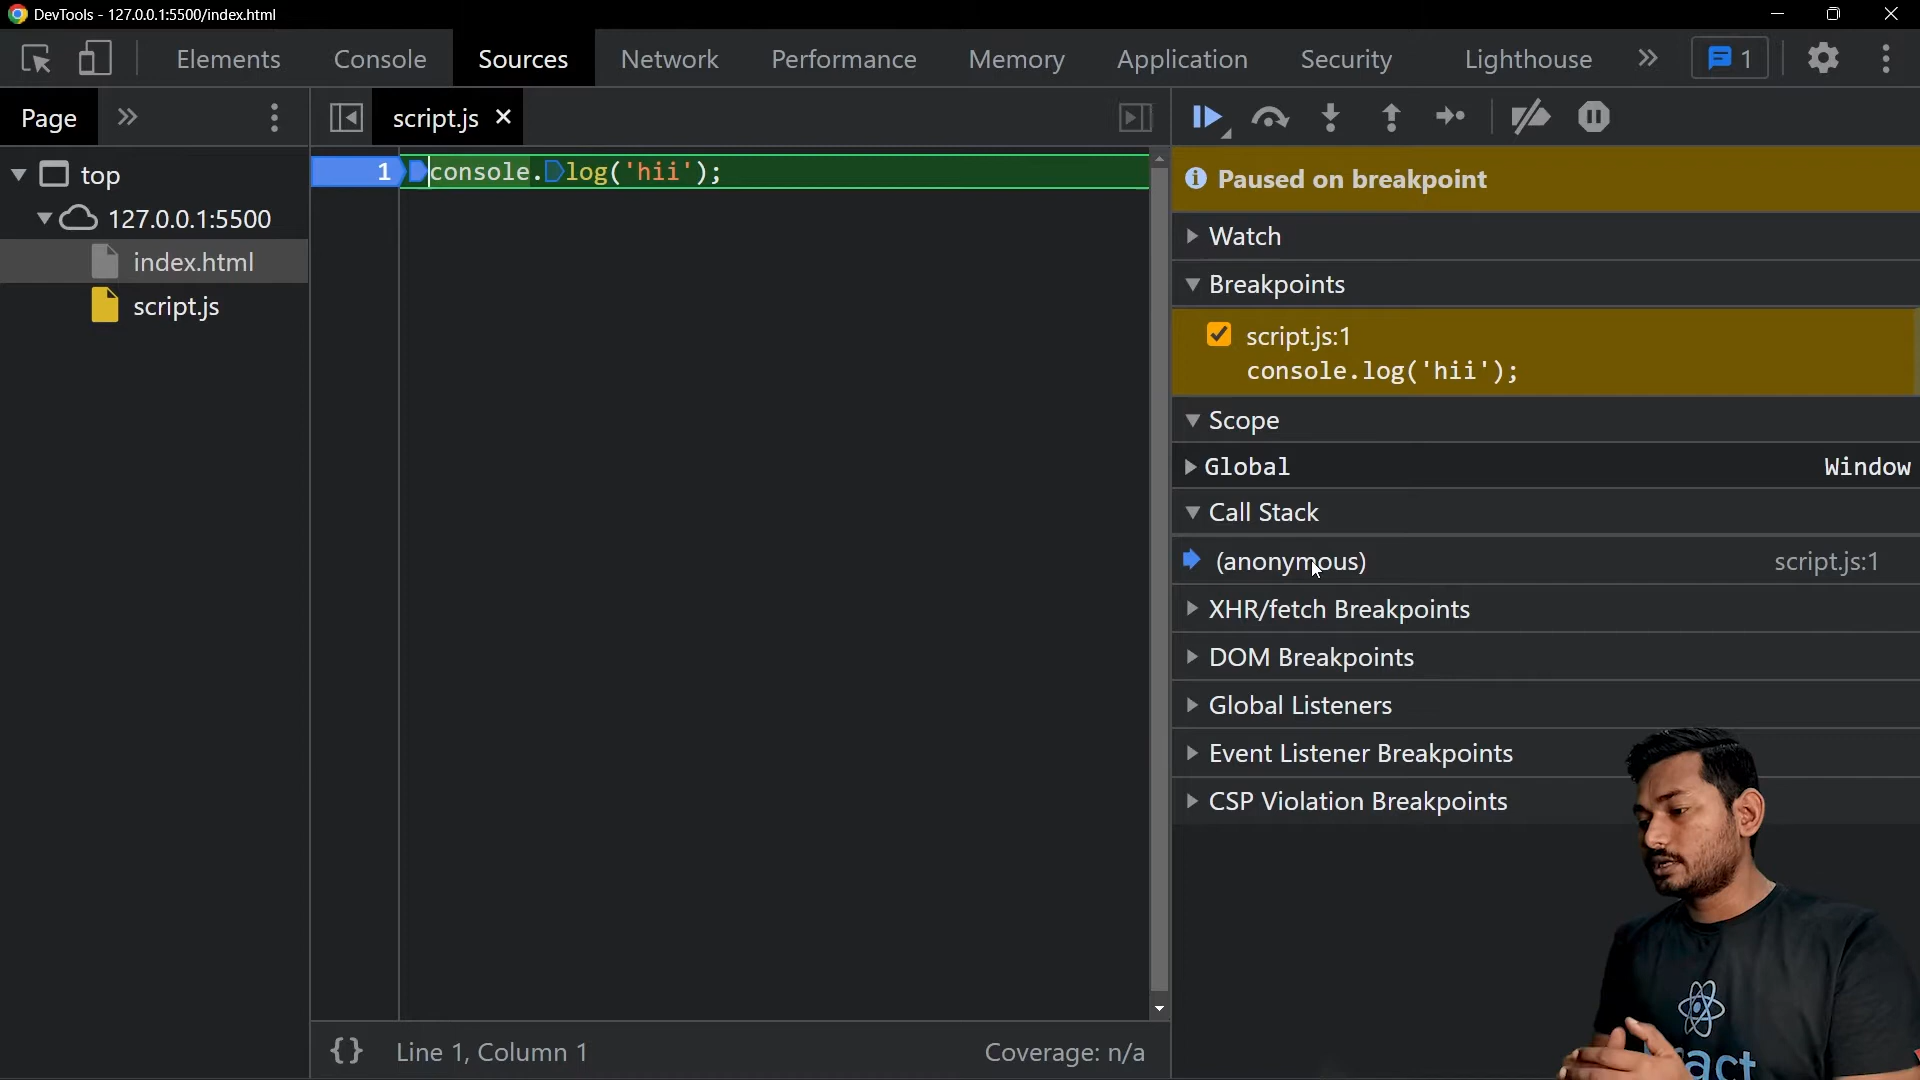 DevTools - 127.0.0.1:5500/index.html
Elements Console Sources Network Performance Memory Application Security Lighthouse 1
Page
script.js
top
127.0.0.1:5500
index.html
script.js
1 console.log('hii');
Line 1, Column 1
Coverage: n/a
Paused on breakpoint
Watch
Breakpoints
script.js:1
console.log('hii');
Scope
Global Window
Call Stack
(anonymous) script.js:1
XHR/fetch Breakpoints
DOM Breakpoints
Global Listeners
Event Listener Breakpoints
CSP Violation Breakpoints